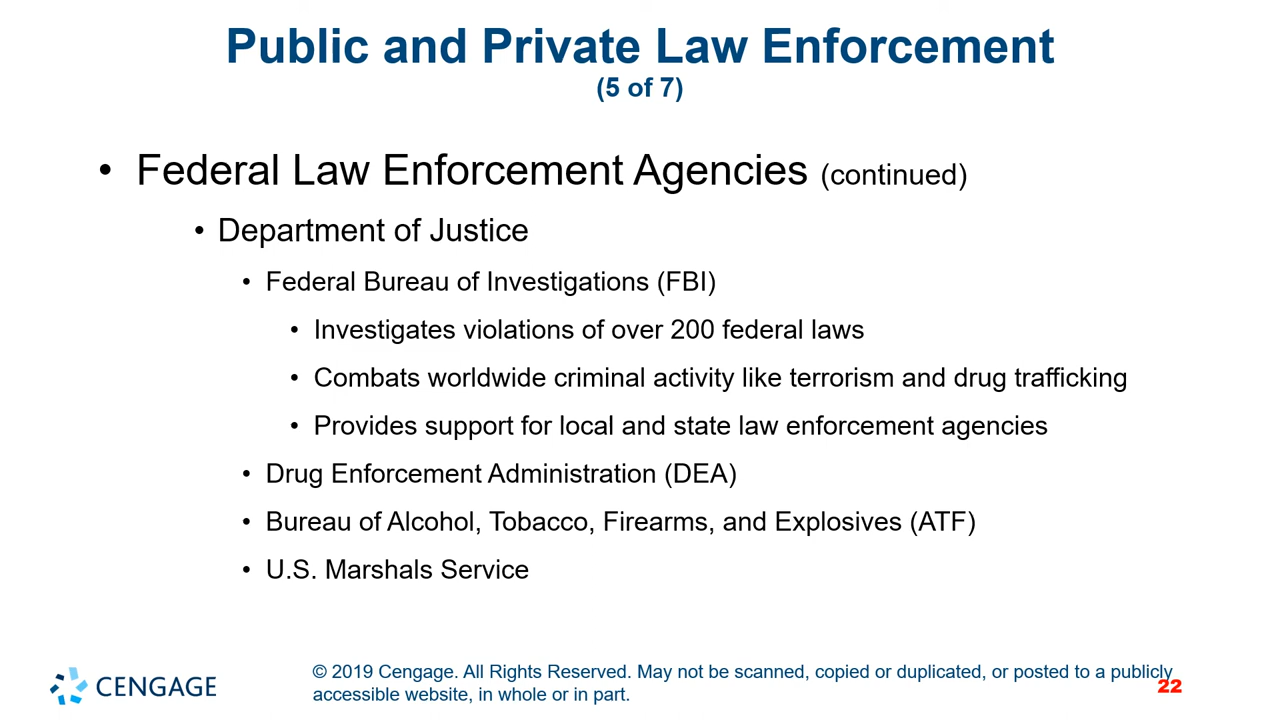 Public and Private Law Enforcement
(5 of 7)
• Federal Law Enforcement Agencies (continued)
• Department of Justice
• Federal Bureau of Investigations (FBI)
• Investigates violations of over 200 federal laws
• Combats worldwide criminal activity like terrorism and drug trafficking
• Provides support for local and state law enforcement agencies
• Drug Enforcement Administration (DEA)
• Bureau of Alcohol, Tobacco, Firearms, and Explosives (ATF)
• U.S. Marshals Service
CENGAGE
© 2019 Cengage. All Rights Reserved. May not be scanned, copied or duplicated, or posted to a publicly
accessible website, in whole or in part.
22